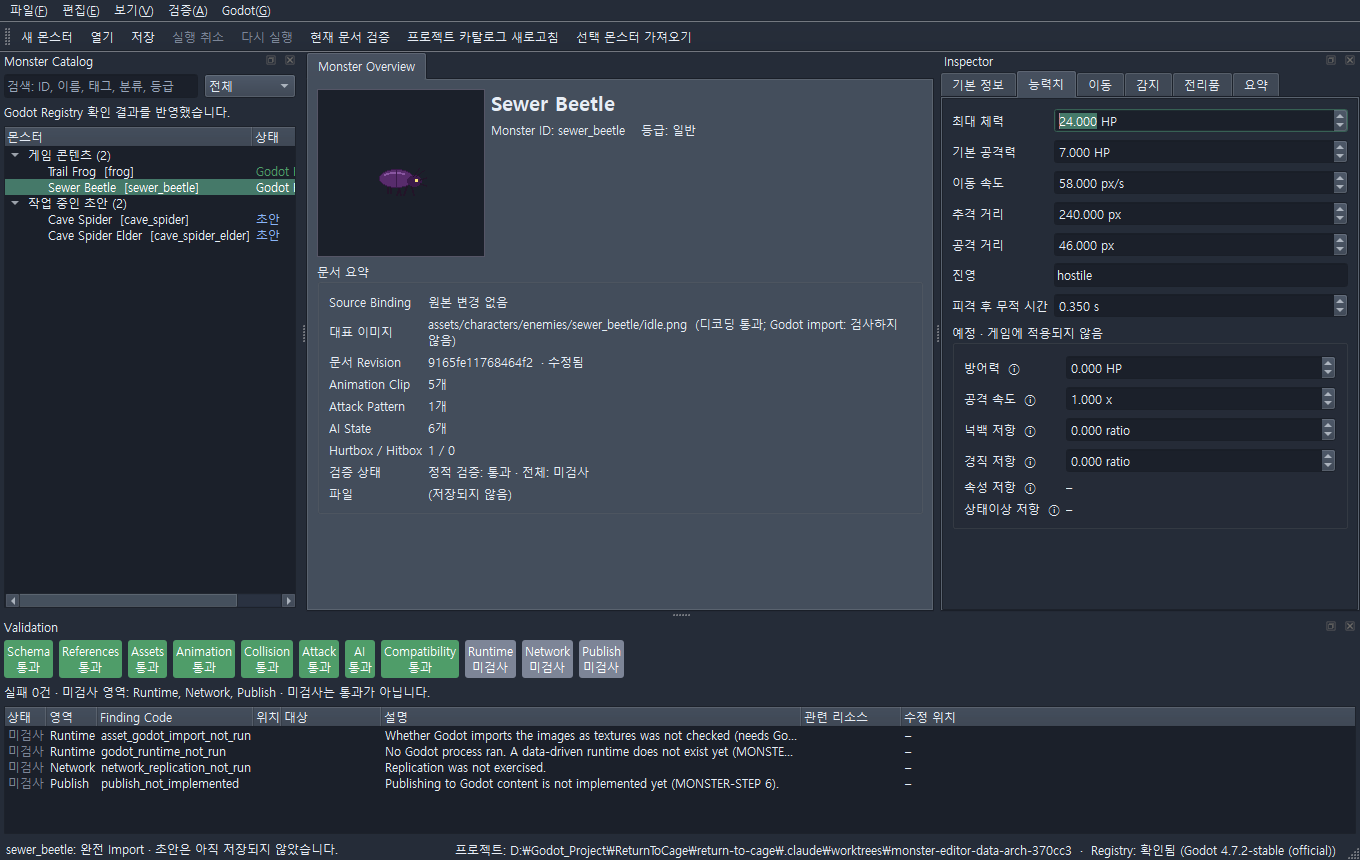 파일(F) 편집(E) 보기(V) 검증(A) Godot(G)
새 몬스터 열기 저장 실행 취소 다시 실행 현재 문서 검증 프로젝트 카탈로그 새로고침 선택 몬스터 가져오기
Monster Catalog
검색: ID, 이름, 태그, 분류, 등급 전체
Godot Registry 확인 결과를 반영했습니다.
몬스터 상태
게임 콘텐츠 (2)
Trail Frog [frog] Godot
Sewer Beetle [sewer_beetle] Godot
작업 중인 초안 (2)
Cave Spider [cave_spider] 초안
Cave Spider Elder [cave_spider_elder] 초안
Monster Overview
Sewer Beetle
Monster ID: sewer_beetle 등급: 일반
문서 요약
Source Binding 원본 변경 없음
대표 이미지 assets/characters/enemies/sewer_beetle/idle.png (디코딩 통과; Godot import: 검사하지
않음)
문서 Revision 9165fe11768464f2 · 수정됨
Animation Clip 5개
Attack Pattern 1개
AI State 6개
Hurtbox / Hitbox 1 / 0
검증 상태 정적 검증: 통과 · 전체: 미검사
파일 (저장되지 않음)
Inspector
기본 정보 능력치 이동 감지 전리품 요약
최대 체력 24.000 HP
기본 공격력 7.000 HP
이동 속도 58.000 px/s
추격 거리 240.000 px
공격 거리 46.000 px
진영 hostile
피격 후 무적 시간 0.350 s
예정 · 게임에 적용되지 않음
방어력 0.000 HP
공격 속도 1.000 x
넉백 저항 0.000 ratio
경직 저항 0.000 ratio
속성 저항 –
상태이상 저항 –
Validation
Schema 통과
References 통과
Assets 통과
Animation 통과
Collision 통과
Attack 통과
AI 통과
Compatibility 통과
Runtime 미검사
Network 미검사
Publish 미검사
실패 0건 · 미검사 영역: Runtime, Network, Publish · 미검사는 통과가 아닙니다.
상태 영역 Finding Code 위치 대상 설명 관련 리소스 수정 위치
미검사 Runtime asset_godot_import_not_run Whether Godot imports the images as textures was not checked (needs Go... –
미검사 Runtime godot_runtime_not_run No Godot process ran. A data-driven runtime does not exist yet (MONSTE... –
미검사 Network network_replication_not_run Replication was not exercised. –
미검사 Publish publish_not_implemented Publishing to Godot content is not implemented yet (MONSTER-STEP 6). –
sewer_beetle: 완전 Import · 초안은 아직 저장되지 않았습니다. 프로젝트: D:₩Godot_Project₩ReturnToCage₩return-to-cage₩.claude₩worktrees₩monster-editor-data-arch-370cc3 · Registry: 확인됨 (Godot 4.7.2-stable (official))